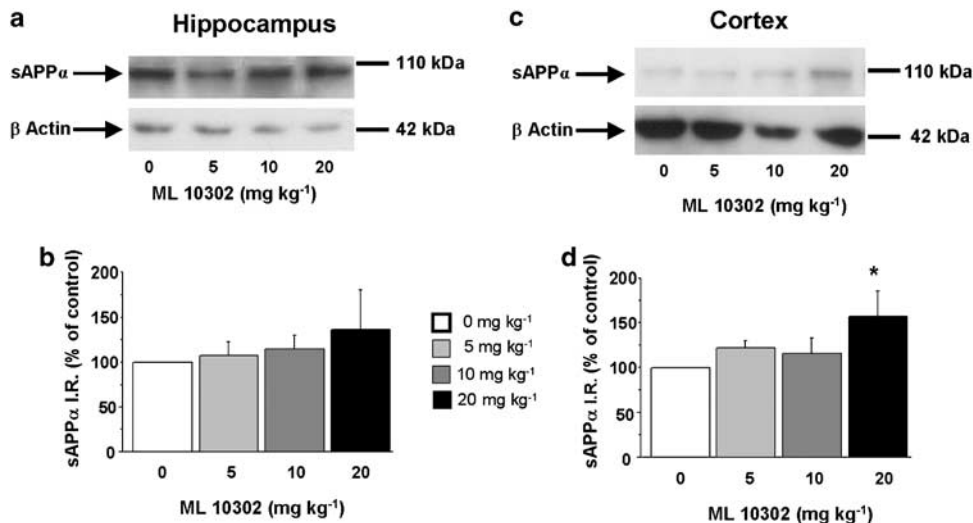 a
Hippocampus
sAPPα
110 kDa
β Actin
42 kDa
0 5 10 20
ML 10302 (mg kg⁻¹)
c
Cortex
sAPPα
110 kDa
β Actin
42 kDa
0 5 10 20
ML 10302 (mg kg⁻¹)
b
sAPPα I.R. (% of control)
200
150
100
50
0
0 5 10 20
ML 10302 (mg kg⁻¹)
0 mg kg⁻¹
5 mg kg⁻¹
10 mg kg⁻¹
20 mg kg⁻¹
d
sAPPα I.R. (% of control)
200
150
100
50
0
*
0 5 10 20
ML 10302 (mg kg⁻¹)